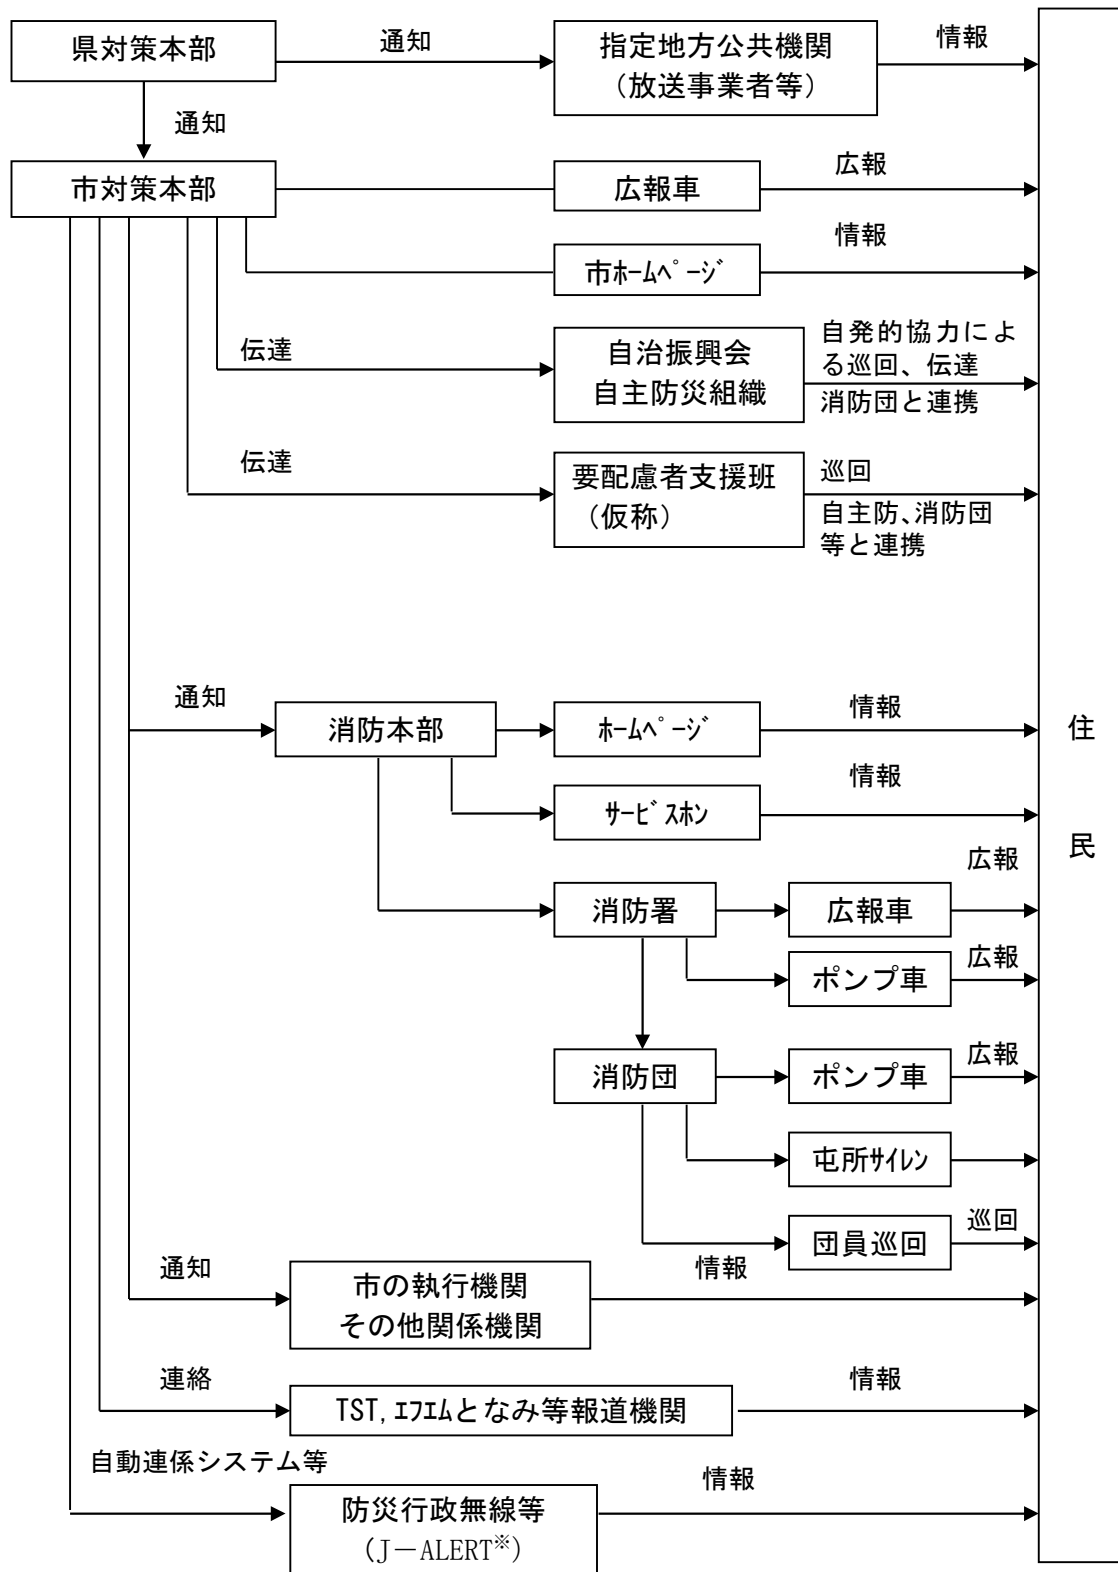 県対策本部
通知
指定地方公共機関
（放送事業者等）
情報
通知
市対策本部
広報車
広報
市ﾎｰﾑﾍﾟｰｼﾞ
情報
伝達
自治振興会
自主防災組織
自発的協力によ
る巡回、伝達
消防団と連携
伝達
要配慮者支援班
（仮称）
巡回
自主防､消防団
等と連携
通知
消防本部
ﾎｰﾑﾍﾟｰｼﾞ
情報
ｻｰﾋﾞｽﾎﾝ
情報
消防署
広報車
広報
ポンプ車
広報
消防団
ポンプ車
広報
屯所ｻｲﾚﾝ
団員巡回
巡回
通知
市の執行機関
その他関係機関
情報
連絡
TST,ｴﾌｴﾑとなみ等報道機関
情報
自動連係システム等
防災行政無線等
（J－ALERT※）
情報
住
民